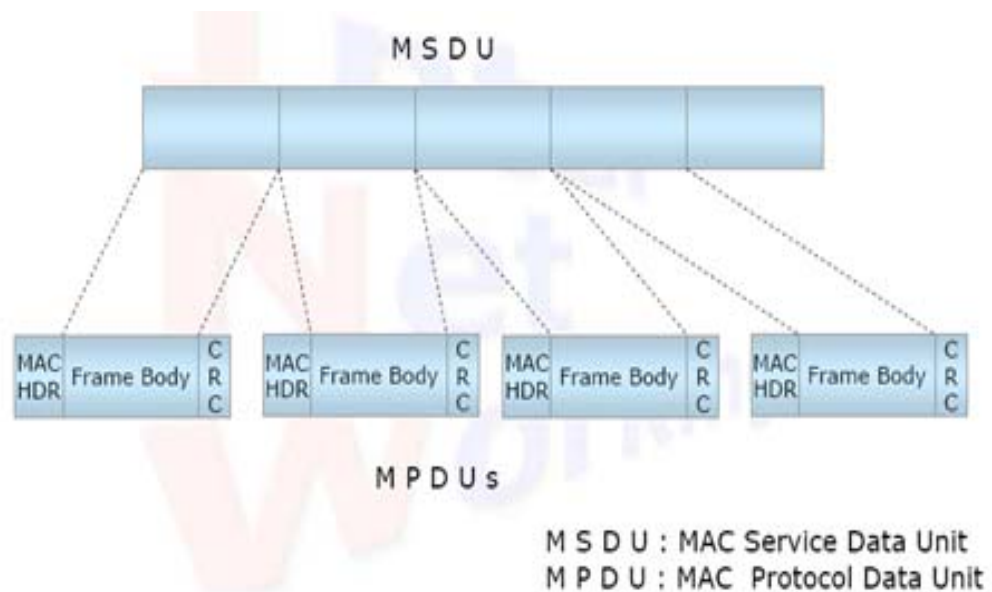 M S D U
MAC HDR Frame Body C R C
MAC HDR Frame Body C R C
MAC HDR Frame Body C R C
MAC HDR Frame Body C R C
M P D U s
M S D U : MAC Service Data Unit
M P D U : MAC Protocol Data Unit